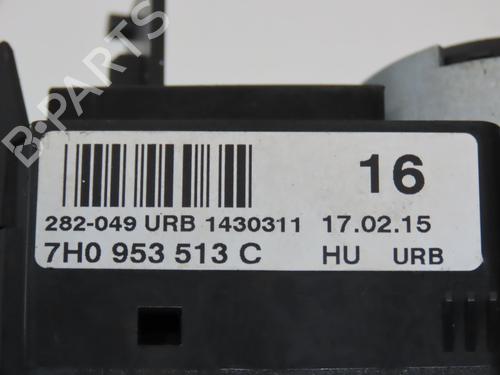 B-PARTS
16
282-049 URB 1430311 17.02.15
7H0 953 513 C HU URB